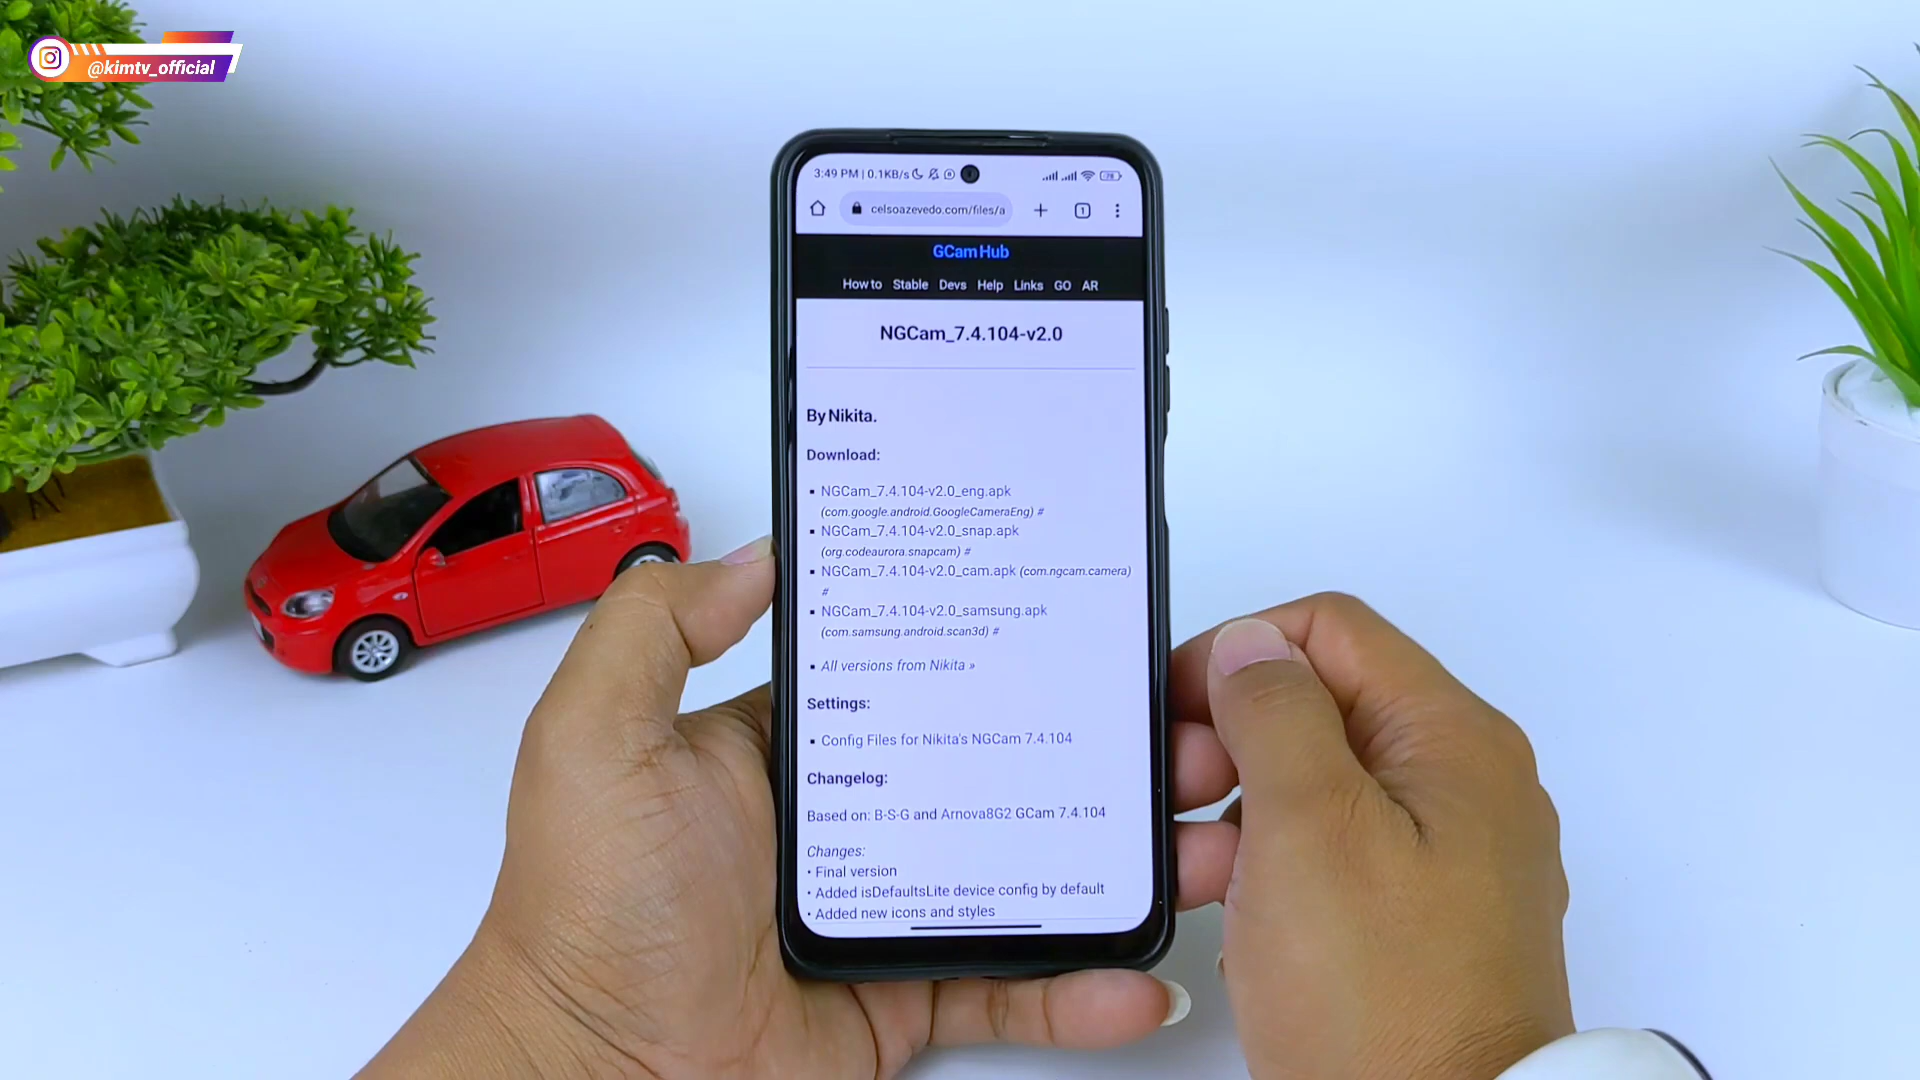 @kimtv_official
3:49 PM | 0.1KB/s
78
celsoazevedo.com/files/a
1
GCam Hub
How to Stable Devs Help Links GO AR
NGCam_7.4.104-v2.0
By Nikita.
Download:
▪ NGCam_7.4.104-v2.0_eng.apk
(com.google.android.GoogleCameraEng) #
▪ NGCam_7.4.104-v2.0_snap.apk
(org.codeaurora.snapcam) #
▪ NGCam_7.4.104-v2.0_cam.apk (com.ngcam.camera)
#
▪ NGCam_7.4.104-v2.0_samsung.apk
(com.samsung.android.scan3d) #
▪ All versions from Nikita »
Settings:
▪ Config Files for Nikita's NGCam 7.4.104
Changelog:
Based on: B-S-G and Arnova8G2 GCam 7.4.104
Changes:
• Final version
• Added isDefaultsLite device config by default
• Added new icons and styles